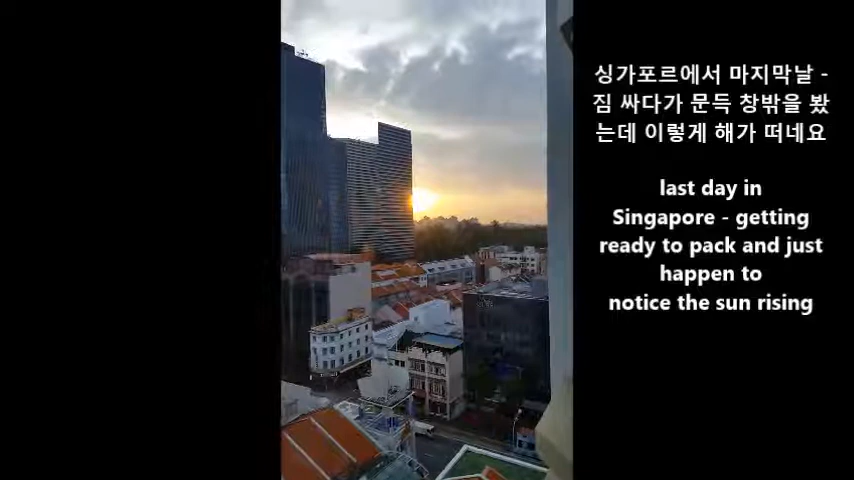 싱가포르에서 마지막날 -
짐 싸다가 문득 창밖을 봤
는데 이렇게 해가 떠네요
last day in
Singapore - getting
ready to pack and just
happen to
notice the sun rising